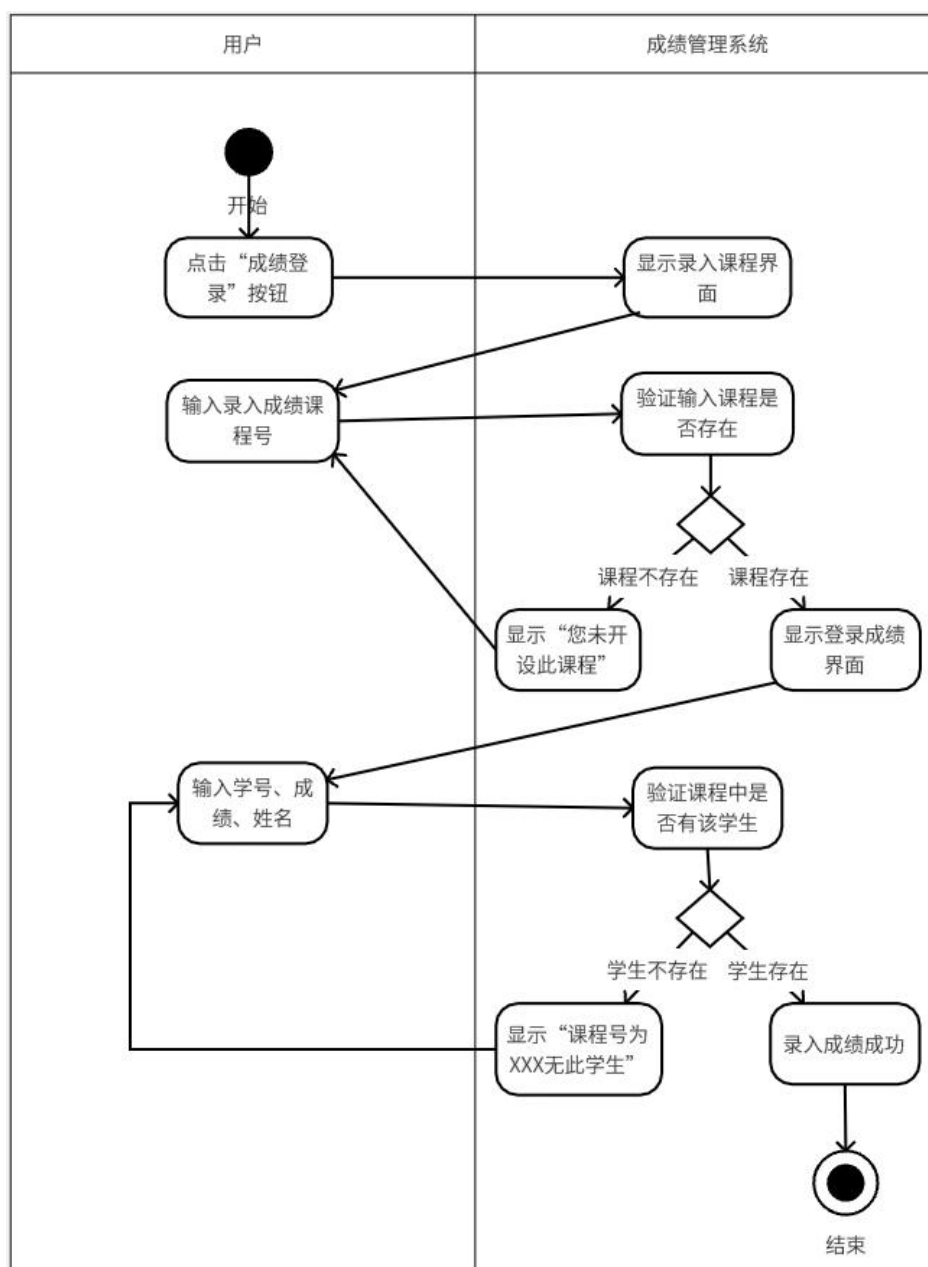 用户
成绩管理系统
开始
点击“成绩登
录”按钮
显示录入课程界
面
输入录入成绩课
程号
验证输入课程是
否存在
课程不存在
课程存在
显示“您未开
设此课程”
显示登录成绩
界面
输入学号、成
绩、姓名
验证课程中是
否有该学生
学生不存在
学生存在
显示“课程号为
XXX无此学生”
录入成绩成功
结束